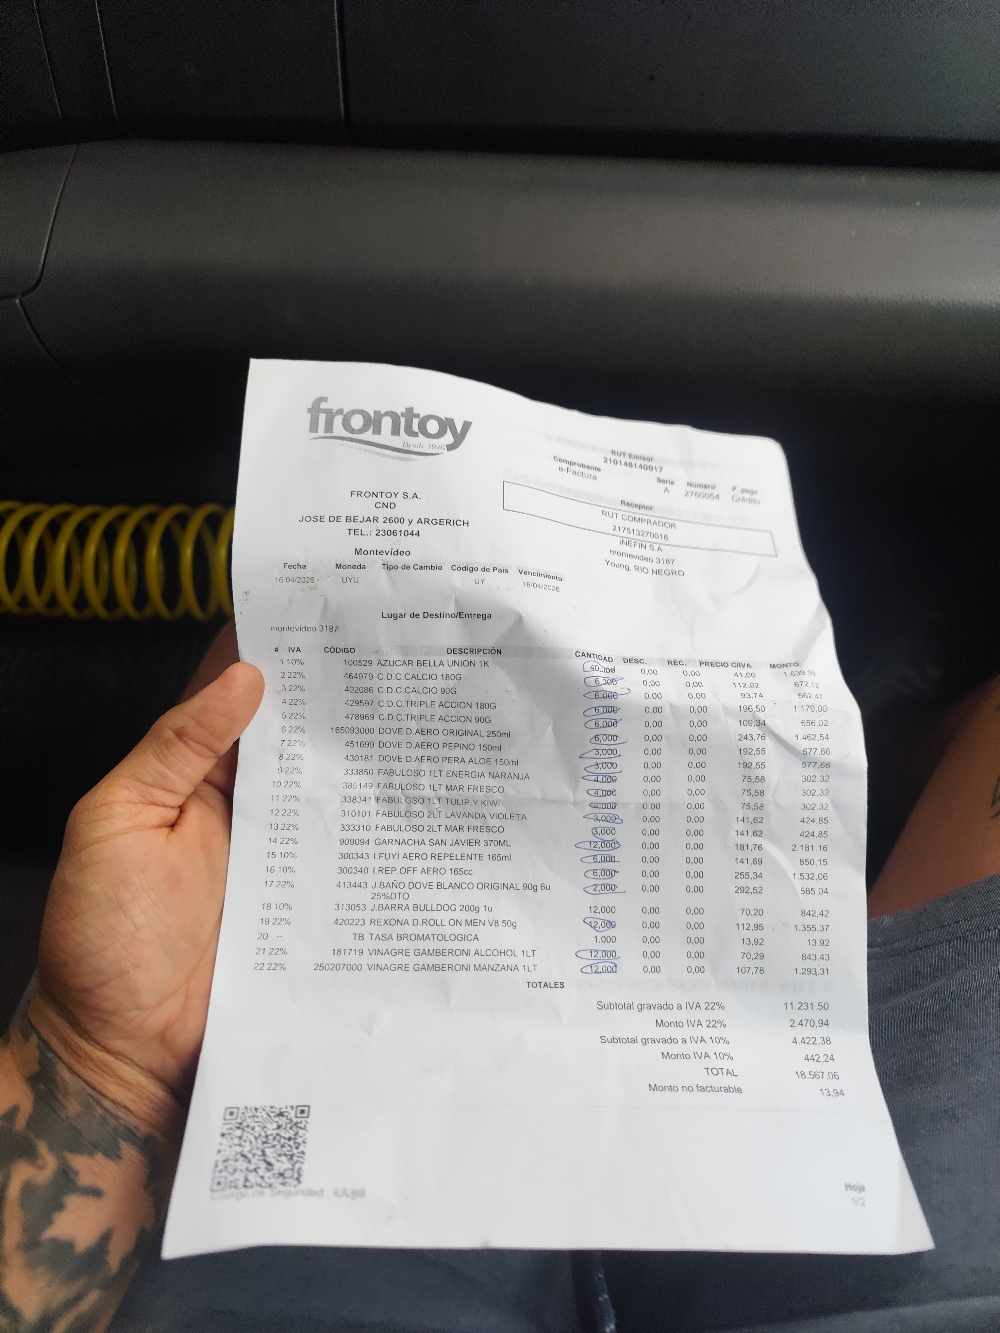 frontoy
Desde 1926
RUT Emisor
210148140017
Comprobante Serie Número F. pago
e-Factura A 2760054 Crédito
FRONTOY S.A.
CND
JOSE DE BEJAR 2600 y ARGERICH
TEL.: 23061044
Montevídeo
Receptor
RUT COMPRADOR
217513270016
iNEFIN S.A
montevideo 3187
Young, RIO NEGRO
Fecha Moneda Tipo de Cambio Código de País Vencimiento
16/04/2026 UYU UY 16/04/2026
Lugar de Destino/Entrega
montevideo 3187
# IVA CÓDIGO DESCRIPCIÓN CANTIDAD DESC. REC. PRECIO C/IVA MONTO
1 10% 100529 AZUCAR BELLA UNION 1K 0,00 0,00 41,00
2 22% 464979 C.D.C.CALCIO 180G 0,00 0,00 112,02 672,12
3 22% 402086 C.D.C.CALCIO 90G 6,000 0,00 0,00 93,74 562,42
4 22% 429597 C.D.C.TRIPLE ACCION 180G 6,000 0,00 0,00 196,50 1.179,00
5 22% 478969 C.D.C.TRIPLE ACCION 90G 6,000 0,00 0,00 109,34 656,02
6 22% 165093000 DOVE D.AERO ORIGINAL 250ml 0,00 0,00 243,76 1.462,54
7 22% 451699 DOVE D.AERO PEPINO 150ml 3,000 0,00 0,00 192,55 577,66
8 22% 430181 DOVE D.AERO PERA ALOE 150ml 3,000 0,00 0,00 192,55 577,66
9 22% 333850 FABULOSO 1LT ENERGIA NARANJA 4,000 0,00 0,00 75,58 302,32
10 22% 385149 FABULOSO 1LT MAR FRESCO 4,000 0,00 0,00 75,58 302,32
11 22% 338341 FABULOSO 1LT TULIP.Y KIWI 4,000 0,00 0,00 75,58 302,32
12 22% 310101 FABULOSO 2LT LAVANDA VIOLETA 3,000 0,00 0,00 141,62 424,85
13 22% 333310 FABULOSO 2LT MAR FRESCO 3,000 0,00 0,00 141,62 424,85
14 22% 909094 GARNACHA SAN JAVIER 370ML 12,000 0,00 0,00 181,76 2.181,16
15 10% 300343 I.FUYI AERO REPELENTE 165ml 6,000 0,00 0,00 141,69 850,15
16 10% 300340 I.REP.OFF AERO 165cc 6,000 0,00 0,00 255,34 1.532,06
17 22% 413443 J.BAÑO DOVE BLANCO ORIGINAL 90g 6u 2,000 0,00 0,00 292,52 585,04
25%DTO
18 10% 313053 J.BARRA BULLDOG 200g 1u 12,000 0,00 0,00 70,20 842,42
19 22% 420223 REXONA D.ROLL ON MEN V8 50g 12,000 0,00 0,00 112,95 1.355,37
20 -- TB TASA BROMATOLOGICA 1,000 0,00 0,00 13,92 13,92
21 22% 181719 VINAGRE GAMBERONI ALCOHOL 1LT 12,000 0,00 0,00 70,29 843,43
22 22% 250207000 VINAGRE GAMBERONI MANZANA 1LT 12,000 0,00 0,00 107,78 1.293,31
TOTALES
Subtotal gravado a IVA 22% 11.231,50
Monto IVA 22% 2.470,94
Subtotal gravado a IVA 10% 4.422,38
Monto IVA 10% 442,24
TOTAL 18.567,06
Monto no facturable 13,94
Código de Seguridad
Hoja
1/2